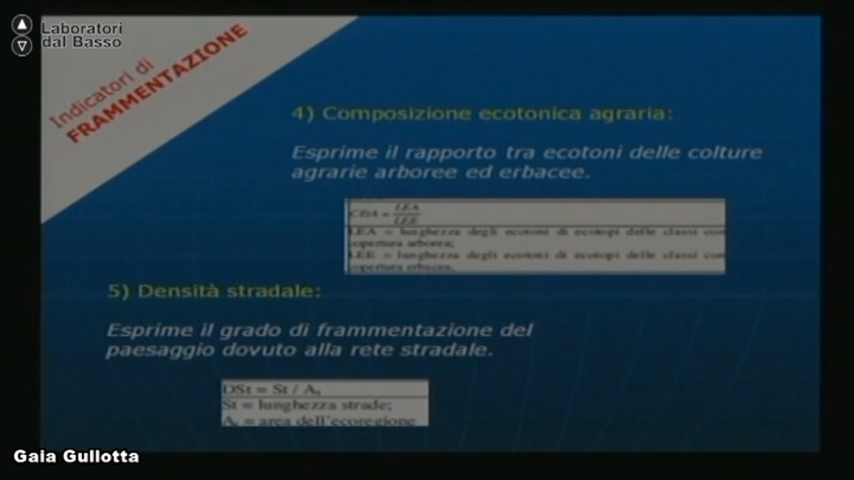 Laboratori
dal Basso
Indicatori di
FRAMMENTAZIONE
4) Composizione ecotonica agraria:
Esprime il rapporto tra ecotoni delle colture
agrarie arboree ed erbacee.
LEA
LEE
LEA = lunghezza degli ecotoni di ecotopi delle classi con
copertura arborea;
LEE = lunghezza degli ecotoni di ecotopi delle classi con
copertura erbacea.
5) Densità stradale:
Esprime il grado di frammentazione del
paesaggio dovuto alla rete stradale.
DSt = St / Aₜ
St = lunghezza strade;
Aₜ = area dell'ecoregione
Gaia Gullotta